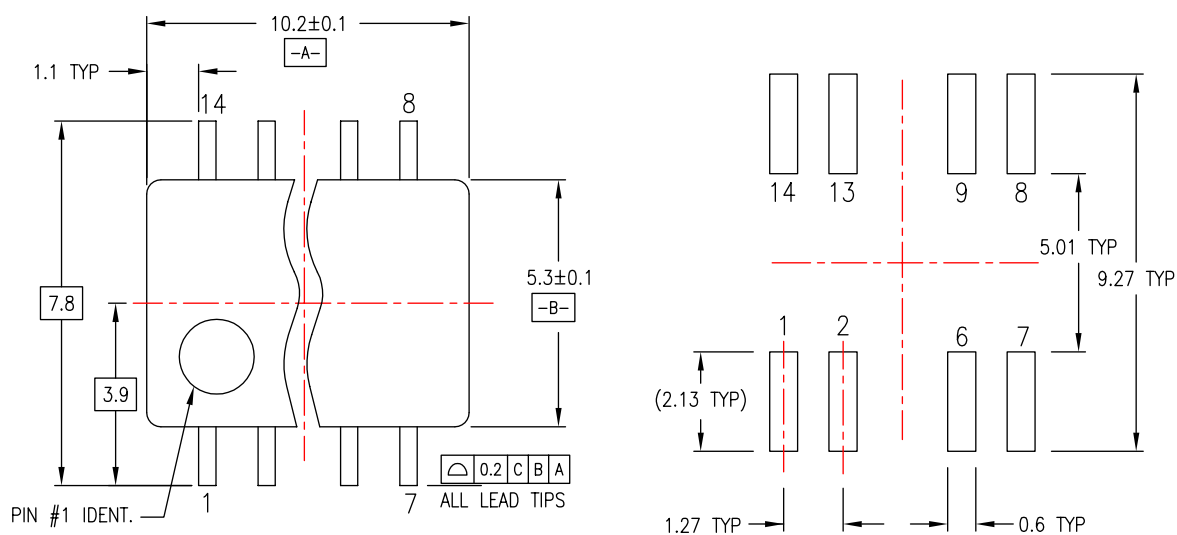 10.2±0.1
-A-
1.1 TYP
14
8
7.8
3.9
5.3±0.1
-B-
0.2 C B A
ALL LEAD TIPS
1
7
PIN #1 IDENT.
14
13
9
8
5.01 TYP
9.27 TYP
1
2
6
7
(2.13 TYP)
1.27 TYP
0.6 TYP